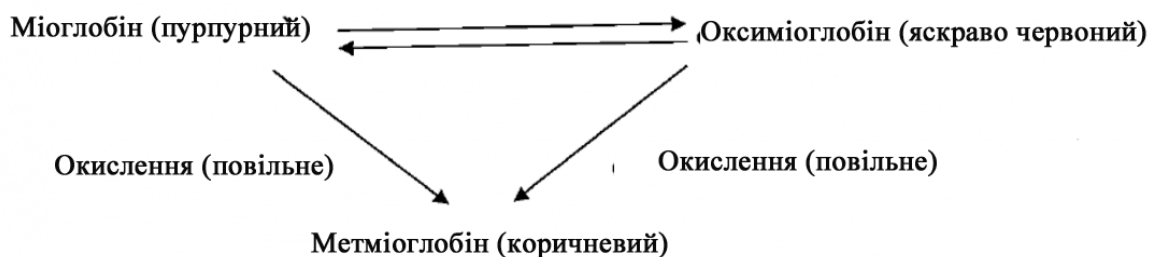 Міоглобін (пурпурний)
Оксиміоглобін (яскраво червоний)
Окислення (повільне)
Окислення (повільне)
Метміоглобін (коричневий)